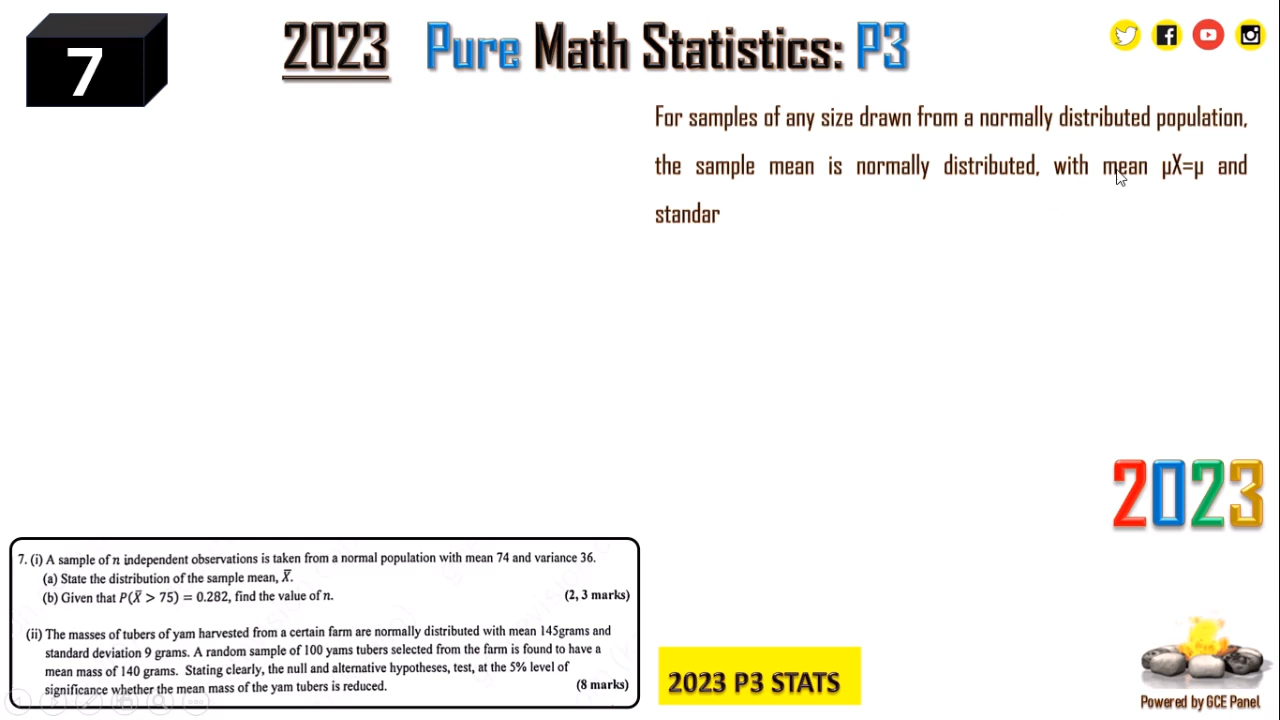 7
2023 Pure Math Statistics: P3
For samples of any size drawn from a normally distributed population,
the sample mean is normally distributed, with mean μX=μ and
standar
2023
7. (i) A sample of n independent observations is taken from a normal population with mean 74 and variance 36.
(a) State the distribution of the sample mean, X̅.
(b) Given that P(X̅ > 75) = 0.282, find the value of n. (2, 3 marks)
(ii) The masses of tubers of yam harvested from a certain farm are normally distributed with mean 145grams and
standard deviation 9 grams. A random sample of 100 yams tubers selected from the farm is found to have a
mean mass of 140 grams. Stating clearly, the null and alternative hypotheses, test, at the 5% level of
significance whether the mean mass of the yam tubers is reduced. (8 marks)
2023 P3 STATS
Powered by GCE Panel